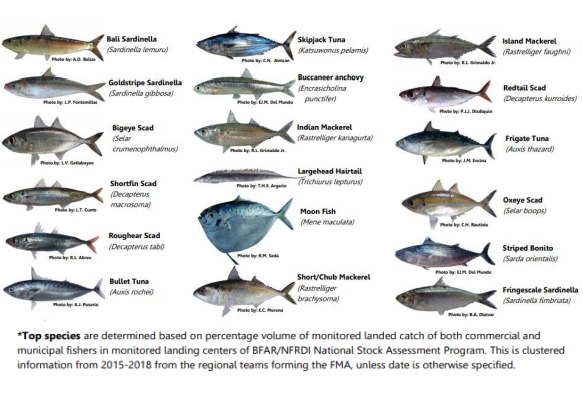 Bali Sardinella
(Sardinella lemuru)
Photo by: A.O. Baliza
Goldstripe Sardinella
(Sardinella gibbosa)
Photo by: L.P. Fontamillas
Bigeye Scad
(Selar
crumenophthalmus)
Photo by: L.V. Gatlabayan
Shortfin Scad
(Decapterus
macrosoma)
Photo by: L.T. Cueto
Roughear Scad
(Decapterus tabl)
Photo by: R.L. Abreu
Bullet Tuna
(Auxis rochei)
Photo by: A.J. Pusario
Skipjack Tuna
(Katsuwonus pelamis)
Photo by: C.N. Amican
Buccaneer anchovy
(Encrasicholina
punctifer)
Photo by: El.M. Del Mundo
Indian Mackerel
(Rastrelliger kanagurta)
Photo by: R.L. Grimaldo Jr.
Largehead Hairtail
(Trichiurus lepturus)
Photo by: T.H.E. Argarin
Moon Fish
(Mene maculata)
Photo by: R.M. Sada
Short/Chub Mackerel
(Rastrelliger
brachysoma)
Photo by: E.C. Moreno
Island Mackerel
(Rastrelliger faughni)
Photo by: R.L. Grimaldo Jr.
Redtail Scad
(Decapterus kurroides)
Photo by: P.J.J. Dizdiquin
Frigate Tuna
(Auxis thazard)
Photo by: J.M. Encina
Oxeye Scad
(Selar boops)
Photo by: C.H. Bautista
Striped Bonito
(Sarda orientalis)
Photo by: El.M. Del Mundo
Fringescale Sardinella
(Sardinella fimbriata)
Photo by: R.A. Olaivar
*Top species are determined based on percentage volume of monitored landed catch of both commercial and
municipal fishers in monitored landing centers of BFAR/NFRDI National Stock Assessment Program. This is clustered
information from 2015-2018 from the regional teams forming the FMA, unless date is otherwise specified.